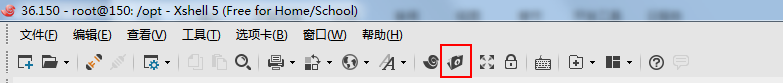 36.150 - root@150: /opt - Xshell 5 (Free for Home/School)
文件(F) 编辑(E) 查看(V) 工具(T) 选项卡(B) 窗口(W) 帮助(H)